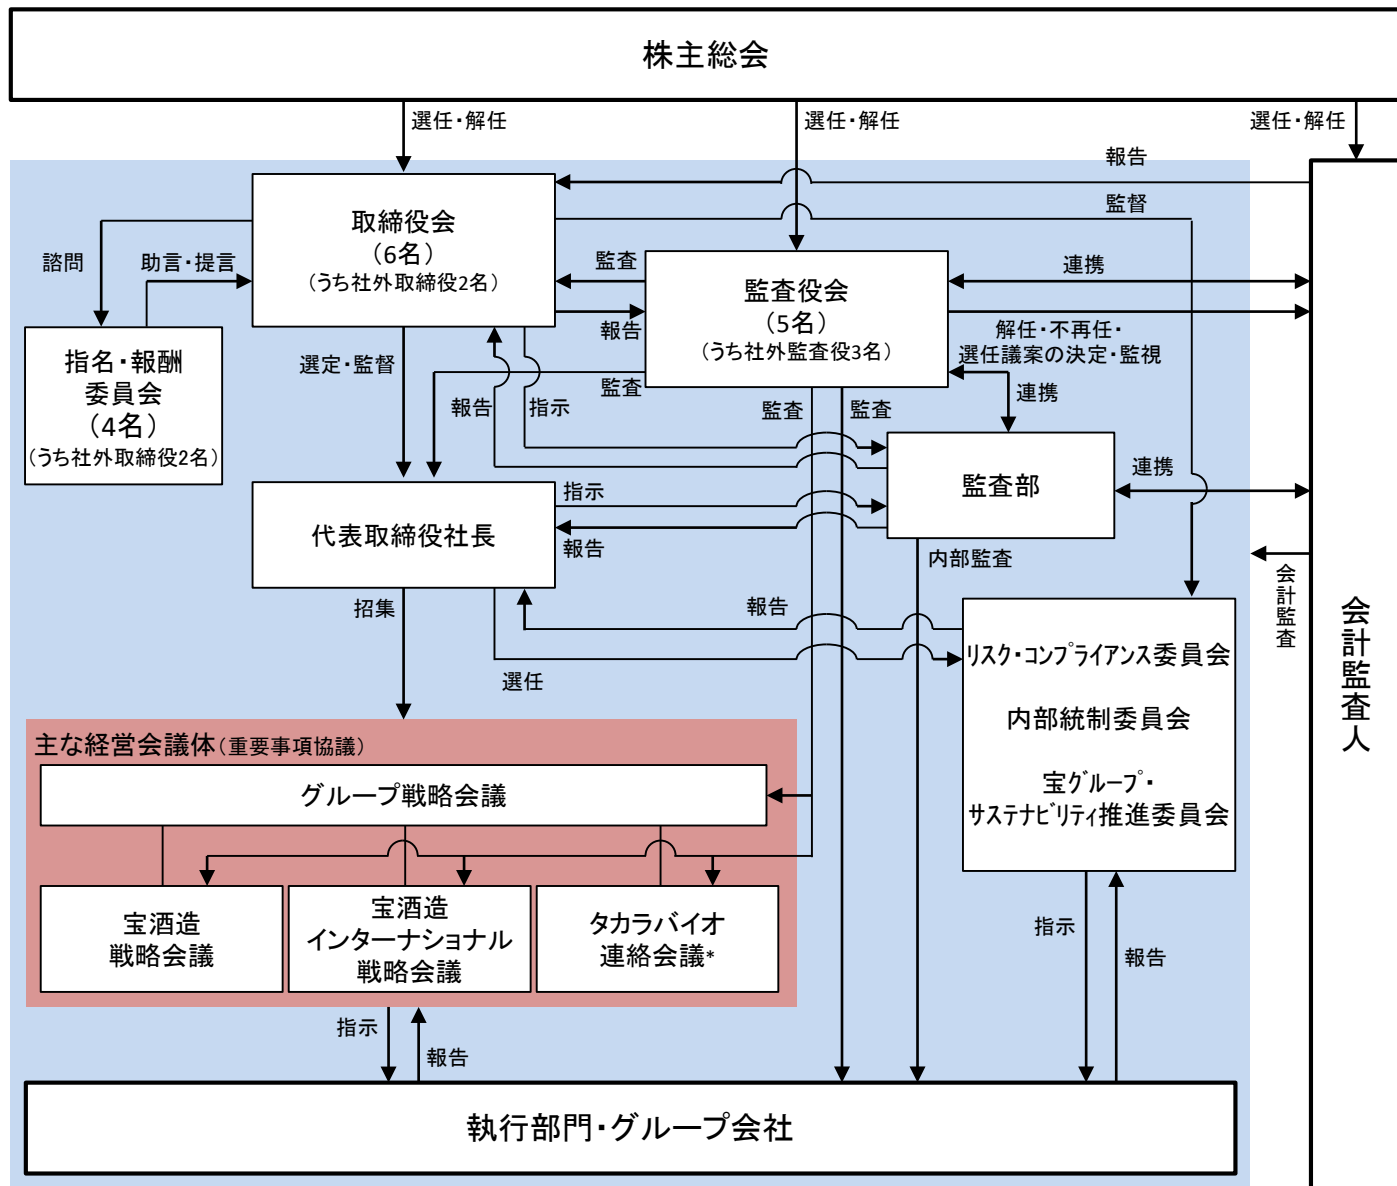 株主総会
選任・解任
選任・解任
選任・解任
報告
監督
取締役会
(6名)
(うち社外取締役2名)
諮問
助言・提言
監査
報告
監査役会
(5名)
(うち社外監査役3名)
連携
解任・不再任・
選任議案の決定・監視
連携
指名・報酬
委員会
(4名)
(うち社外取締役2名)
選定・監督
報告
指示
監査
監査
監査
監査部
連携
代表取締役社長
指示
報告
内部監査
会計監査
会計監査人
招集
選任
報告
リスク・コンプライアンス委員会
内部統制委員会
宝グループ・
サステナビリティ推進委員会
主な経営会議体(重要事項協議)
グループ戦略会議
宝酒造
戦略会議
宝酒造
インターナショナル
戦略会議
タカラバイオ
連絡会議*
指示
報告
指示
報告
執行部門・グループ会社